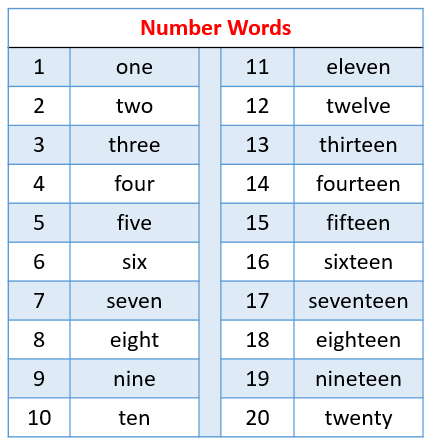 Number Words
1 one 11 eleven
2 two 12 twelve
3 three 13 thirteen
4 four 14 fourteen
5 five 15 fifteen
6 six 16 sixteen
7 seven 17 seventeen
8 eight 18 eighteen
9 nine 19 nineteen
10 ten 20 twenty